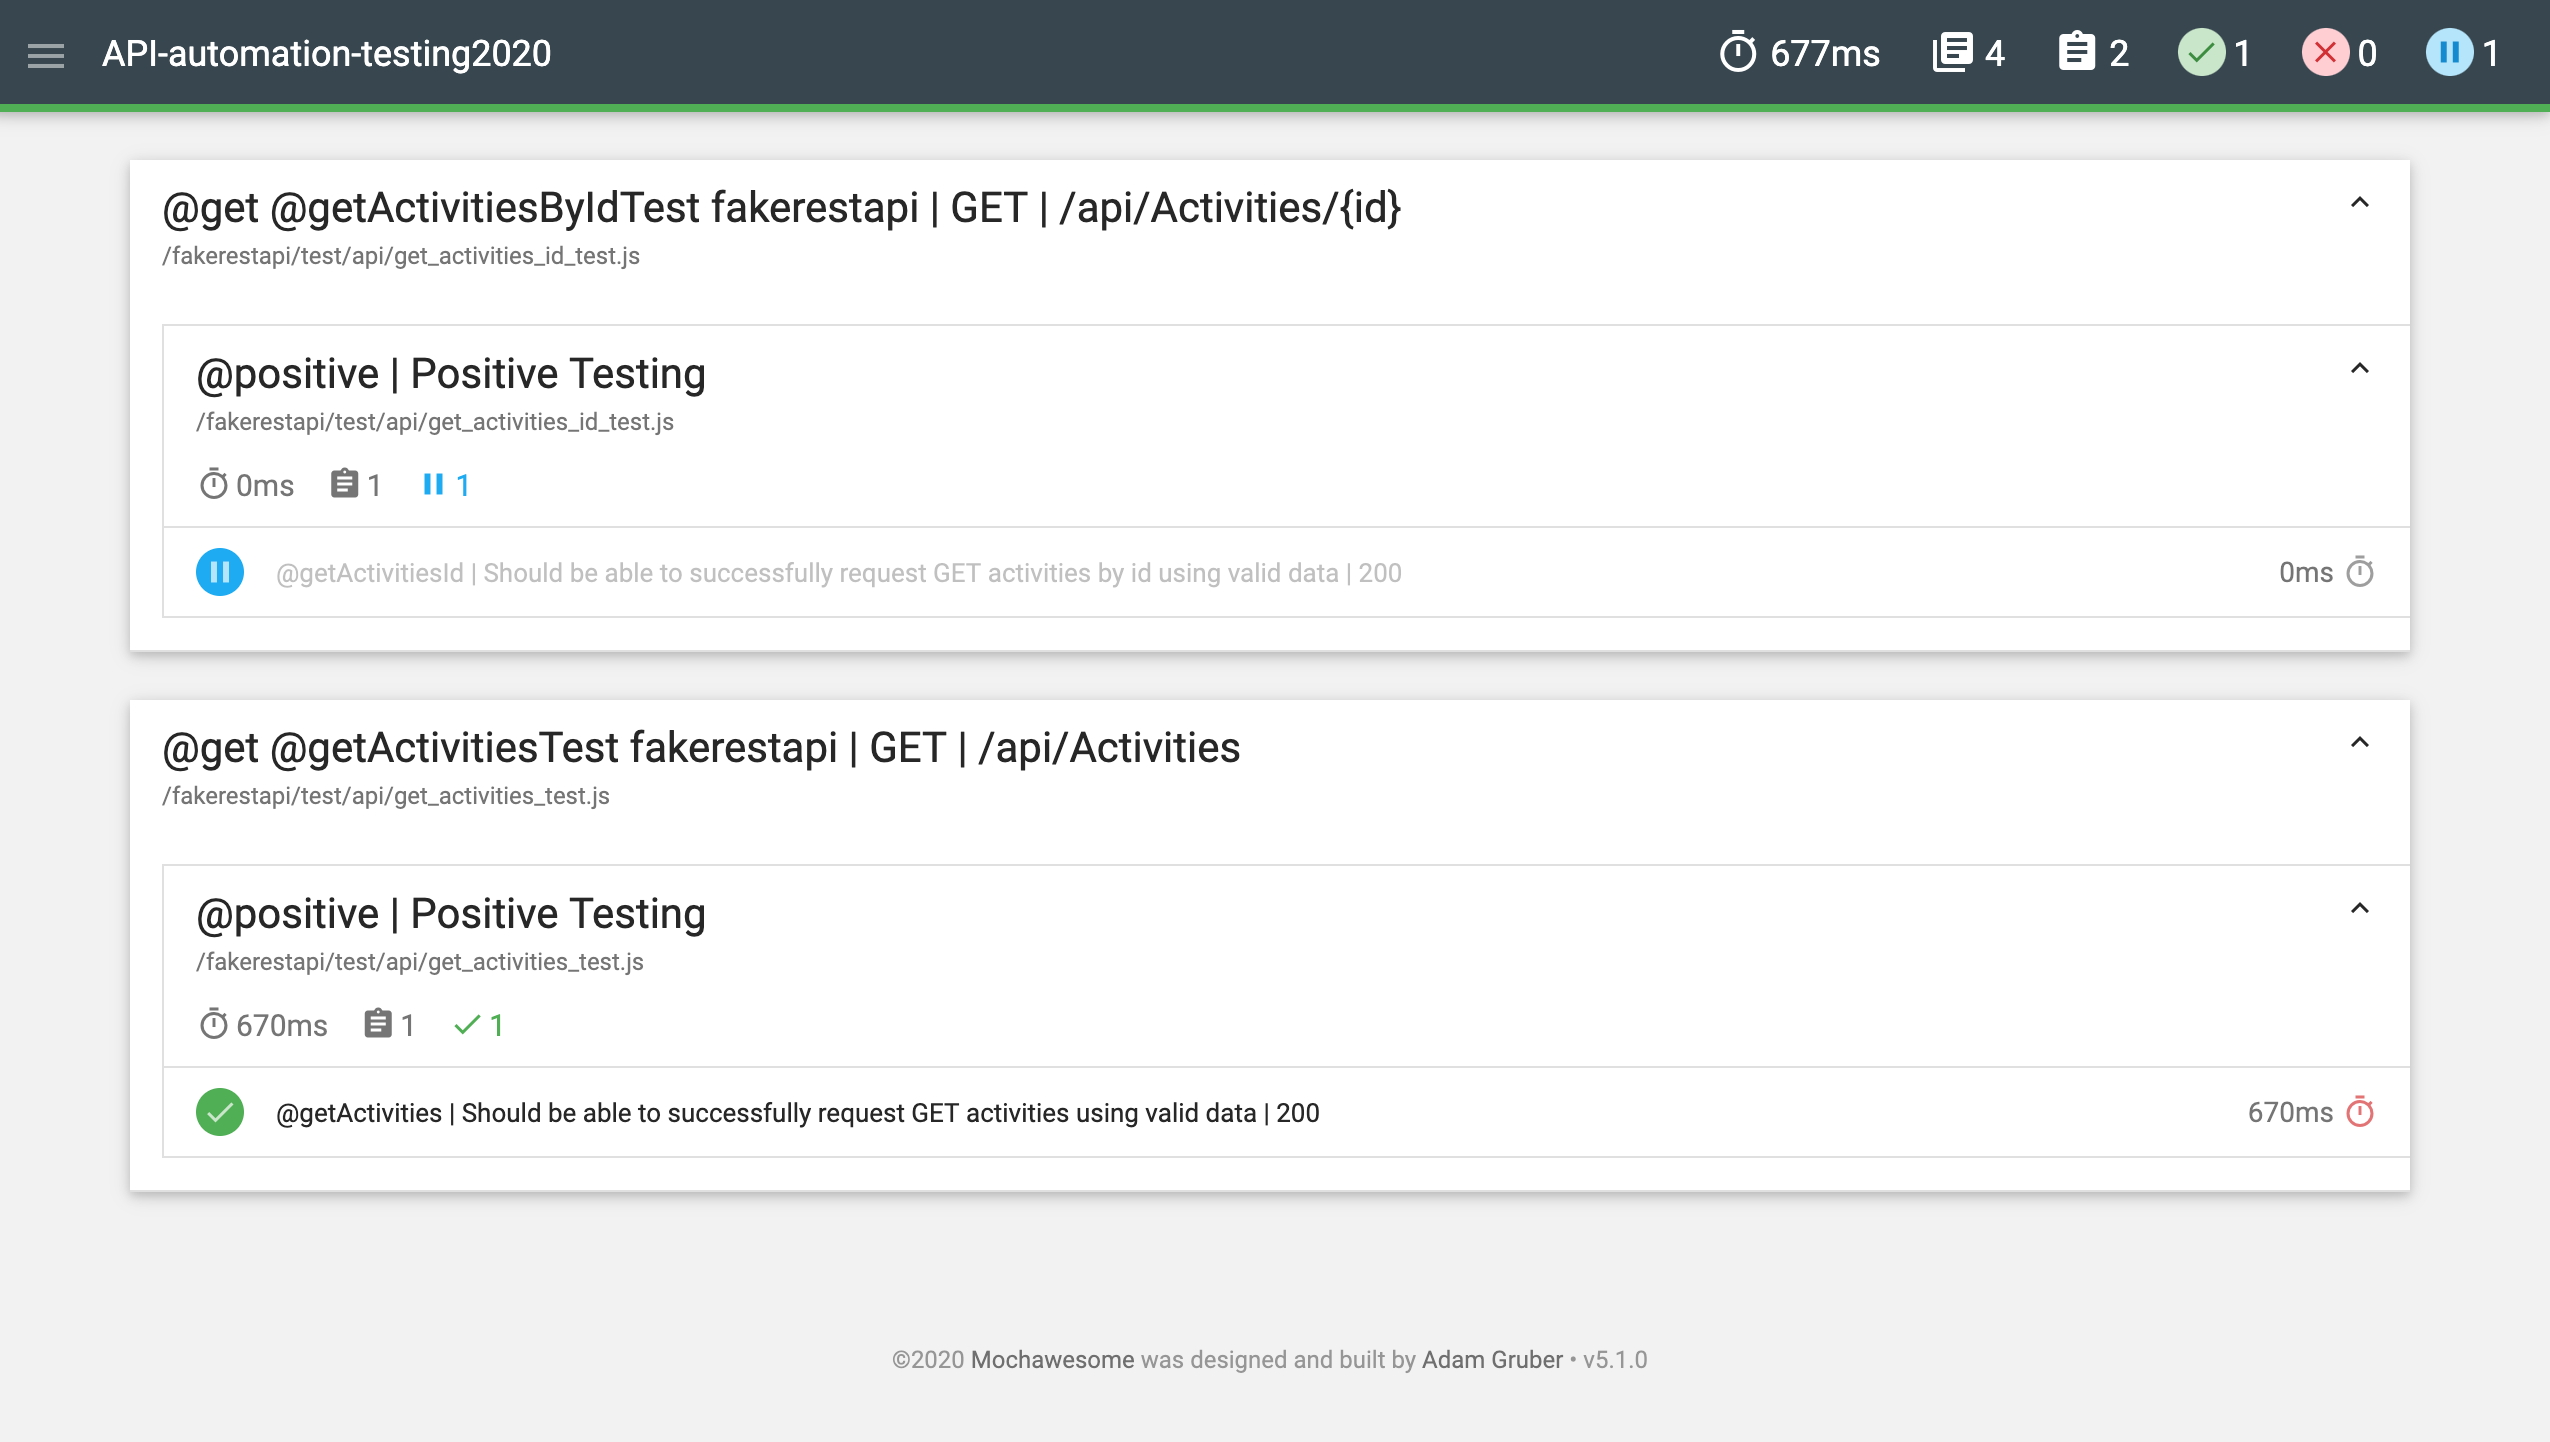 API-automation-testing2020 677ms 4 2 1 0 1
@get @getActivitiesByIdTest fakerestapi | GET | /api/Activities/{id}
/fakerestapi/test/api/get_activities_id_test.js
@positive | Positive Testing
/fakerestapi/test/api/get_activities_id_test.js
0ms 1 1
@getActivitiesId | Should be able to successfully request GET activities by id using valid data | 200 0ms
@get @getActivitiesTest fakerestapi | GET | /api/Activities
/fakerestapi/test/api/get_activities_test.js
@positive | Positive Testing
/fakerestapi/test/api/get_activities_test.js
670ms 1 1
@getActivities | Should be able to successfully request GET activities using valid data | 200 670ms
©2020 Mochawesome was designed and built by Adam Gruber • v5.1.0